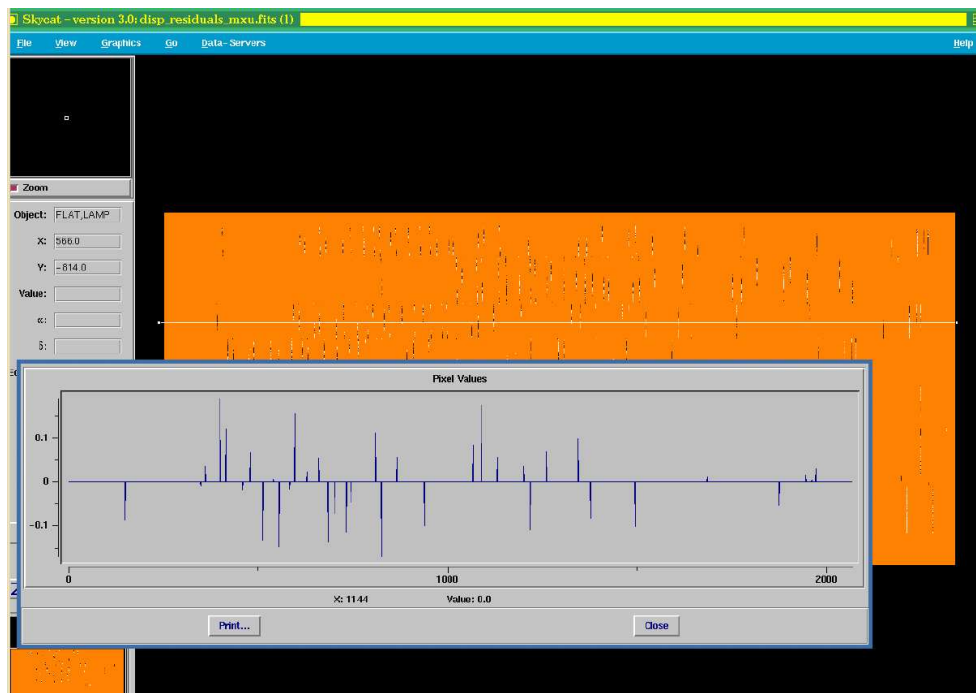 Skycat - version 3.0: disp_residuals_mxu.fits (1)
File View Graphics Go Data-Servers Help
Zoom
Object: FLAT,LAMP
X: 566.0
Y: -814.0
Value:
α:
δ:
Pixel Values
0.1
0
-0.1
0 1000 2000
X: 1144 Value: 0.0
Print... Close